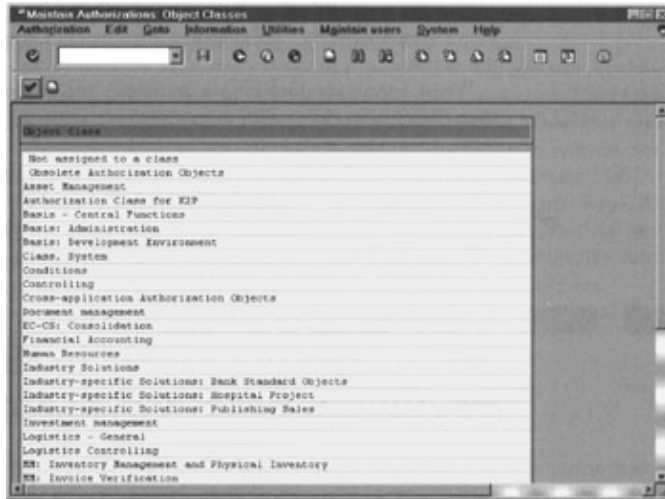 Maintain Authorizations: Object Classes
Authorization Edit Goto Information Utilities Maintain users System Help
Object Class
Not assigned to a class
Obsolete Authorization Objects
Asset Management
Authorization Class for K2P
Basis - Central Functions
Basis: Administration
Basis: Development Environment
Class. System
Conditions
Controlling
Cross-application Authorization Objects
Document management
EC-CS: Consolidation
Financial Accounting
Human Resources
Industry Solutions
Industry-specific Solutions: Bank Standard Objects
Industry-specific Solutions: Hospital Project
Industry-specific Solutions: Publishing Sales
Investment management
Logistics - General
Logistics Controlling
MM: Inventory Management and Physical Inventory
MM: Invoice Verification